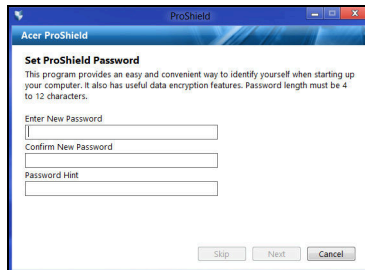 ProShield
Acer ProShield
Set ProShield Password
This program provides an easy and convenient way to identify yourself when starting up
your computer. It also has useful data encryption features. Password length must be 4
to 12 characters.
Enter New Password
Confirm New Password
Password Hint
Skip
Next
Cancel